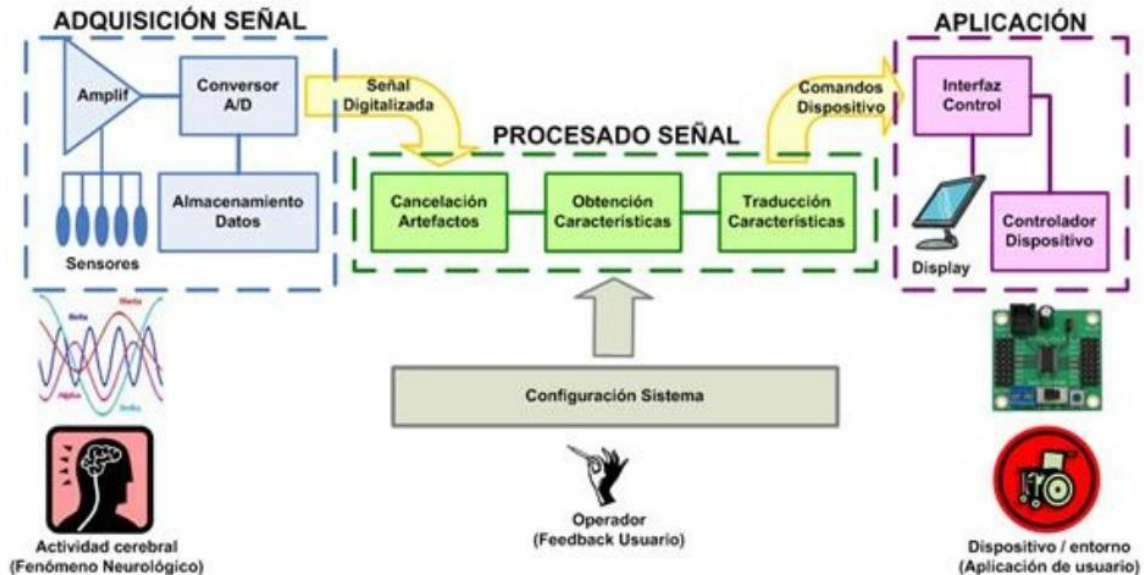 ADQUISICIÓN SEÑAL
Amplif
Conversor
A/D
Almacenamiento
Datos
Sensores
Señal
Digitalizada
PROCESADO SEÑAL
Cancelación
Artefactos
Obtención
Características
Traducción
Características
Comandos
Dispositivo
APLICACIÓN
Interfaz
Control
Controlador
Dispositivo
Display
Beta
Alpha
Configuración Sistema
Operador
(Feedback Usuario)
Actividad cerebral
(Fenómeno Neurológico)
Dispositivo / entorno
(Aplicación de usuario)